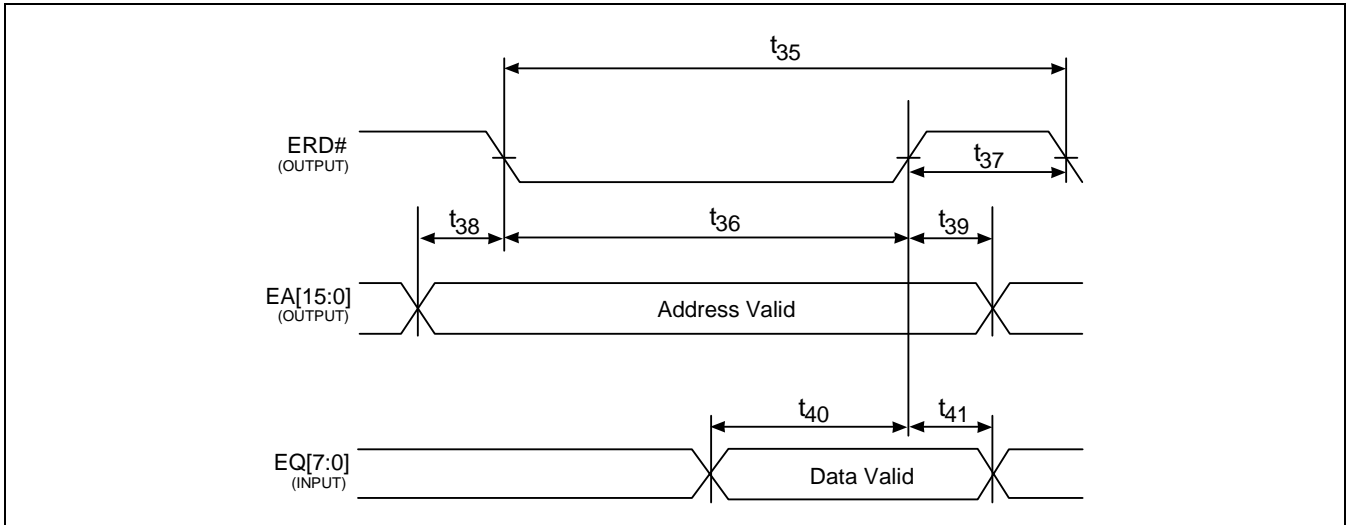 t35
ERD#
(OUTPUT)
t37
t38
t36
t39
EA[15:0]
(OUTPUT)
Address Valid
t40
t41
EQ[7:0]
(INPUT)
Data Valid